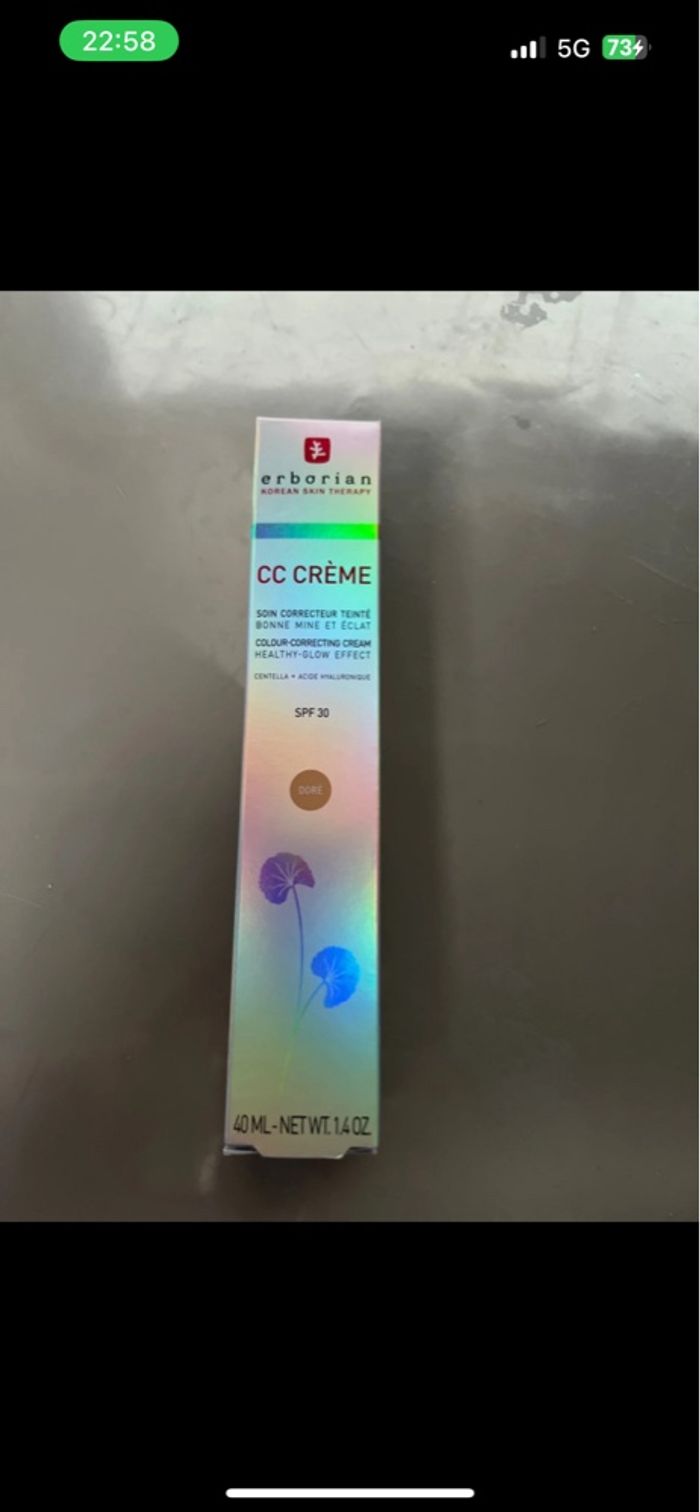 22:58
5G 73
erborian
KOREAN SKIN THERAPY
CC CRÈME
SOIN CORRECTEUR TEINTÉ
BONNE MINE ET ÉCLAT
COLOUR-CORRECTING CREAM
HEALTHY-GLOW EFFECT
CENTELLA + ACIDE HYALURONIQUE
SPF 30
DORÉ
40 ML - NET WT. 1.4 OZ.